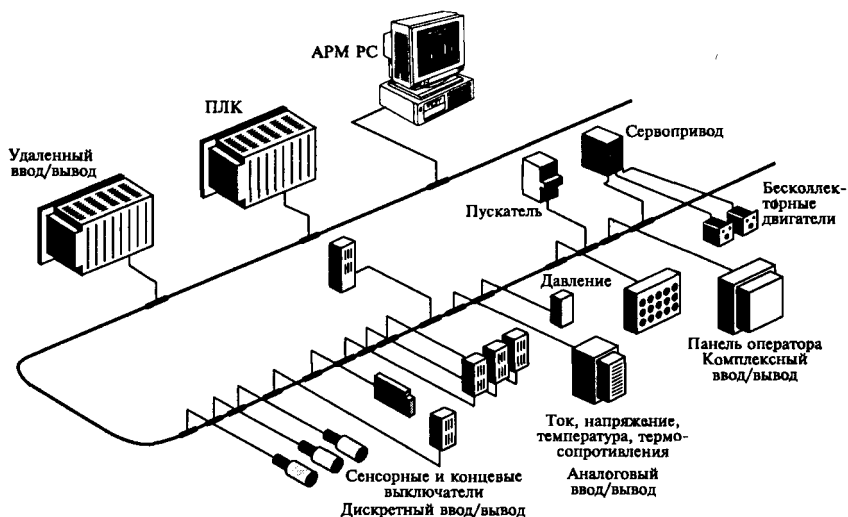 АРМ РС
ПЛК
Удаленный
ввод/вывод
Сервопривод
Пускатель
Бесколлек-
торные
двигатели
Давление
Панель оператора
Комплексный
ввод/вывод
Ток, напряжение,
температура, термо-
сопротивления
Аналоговый
ввод/вывод
Сенсорные и концевые
выключатели
Дискретный ввод/вывод